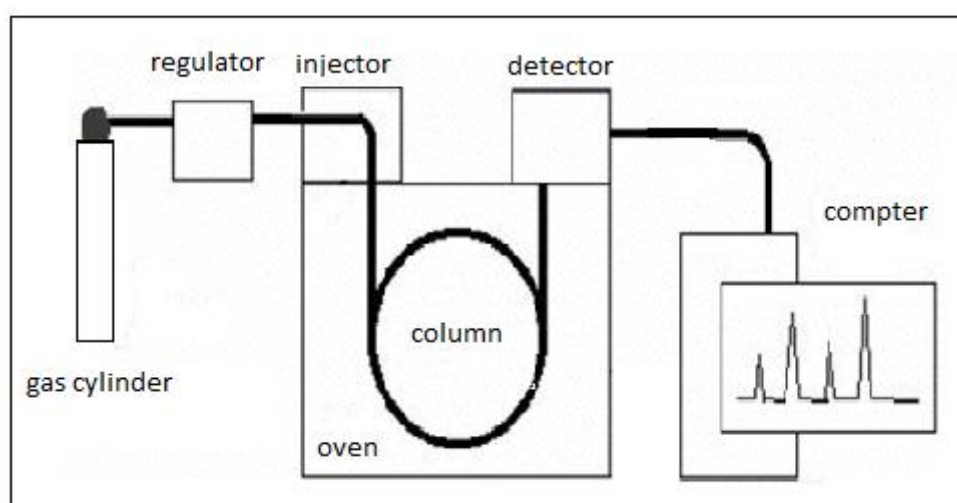 regulator
injector
detector
compter
column
gas cylinder
oven